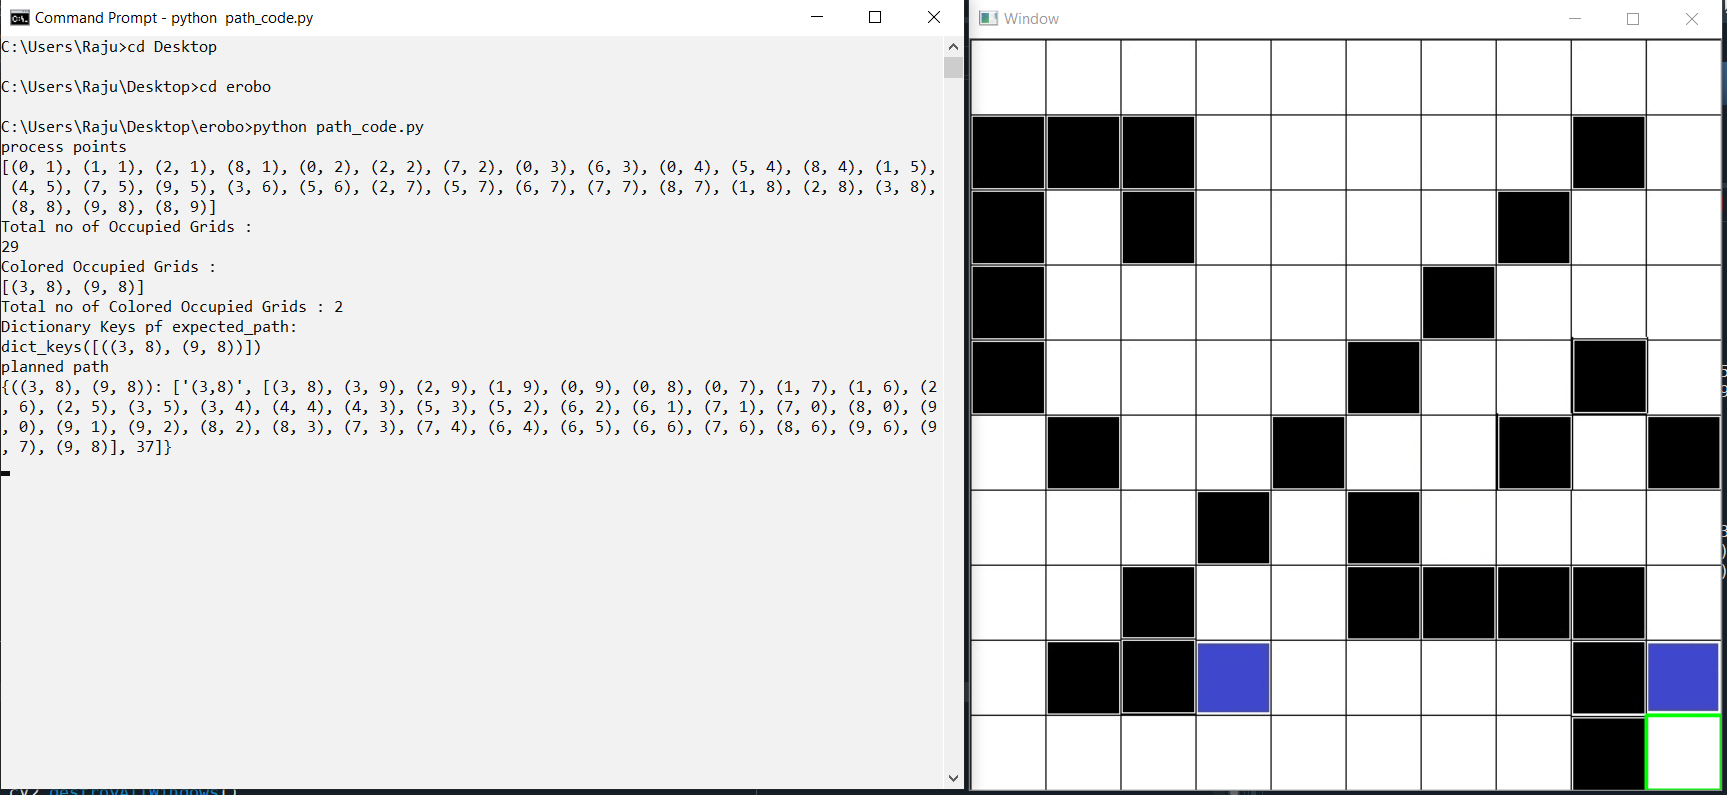 Command Prompt - python  path_code.py
C:\Users\Raju>cd Desktop
C:\Users\Raju\Desktop>cd erobo
C:\Users\Raju\Desktop\erobo>python path_code.py
process points
[(0, 1), (1, 1), (2, 1), (8, 1), (0, 2), (2, 2), (7, 2), (0, 3), (6, 3), (0, 4), (5, 4), (8, 4), (1, 5),
 (4, 5), (7, 5), (9, 5), (3, 6), (5, 6), (2, 7), (5, 7), (6, 7), (7, 7), (8, 7), (1, 8), (2, 8), (3, 8),
 (8, 8), (9, 8), (8, 9)]
Total no of Occupied Grids :
29
Colored Occupied Grids :
[(3, 8), (9, 8)]
Total no of Colored Occupied Grids : 2
Dictionary Keys pf expected_path:
dict_keys([((3, 8), (9, 8))])
planned path
{((3, 8), (9, 8)): ['(3,8)', [(3, 8), (3, 9), (2, 9), (1, 9), (0, 9), (0, 8), (0, 7), (1, 7), (1, 6), (2
, 6), (2, 5), (3, 5), (3, 4), (4, 4), (4, 3), (5, 3), (5, 2), (6, 2), (6, 1), (7, 1), (7, 0), (8, 0), (9
, 0), (9, 1), (9, 2), (8, 2), (8, 3), (7, 3), (7, 4), (6, 4), (6, 5), (6, 6), (7, 6), (8, 6), (9, 6), (9
, 7), (9, 8)], 37]}
Window